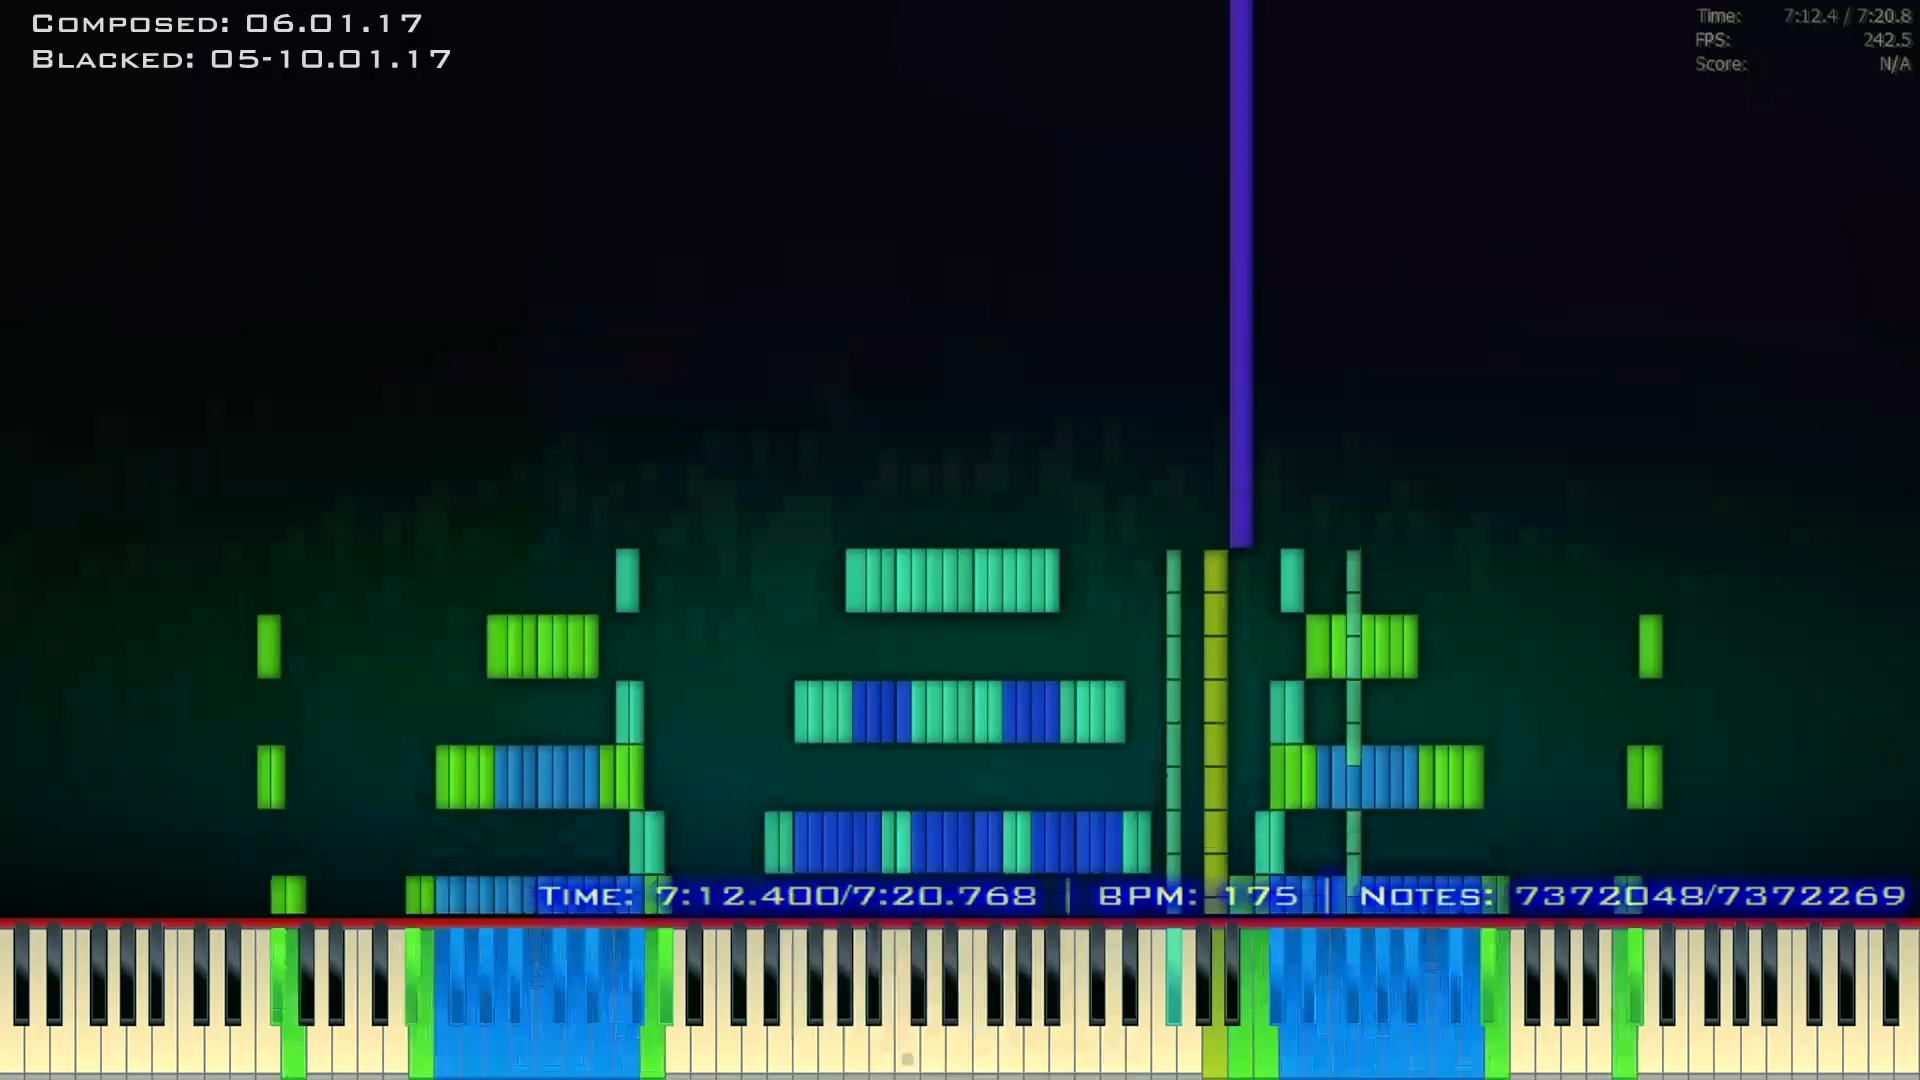 Composed: 06.01.17
Blacked: 05-10.01.17
Time: 7:12.4 / 7:20.8
FPS: 242.5
Score: N/A
Time: 7:12.400/7:20.768 | BPM: 175 | Notes: 7372048/7372269